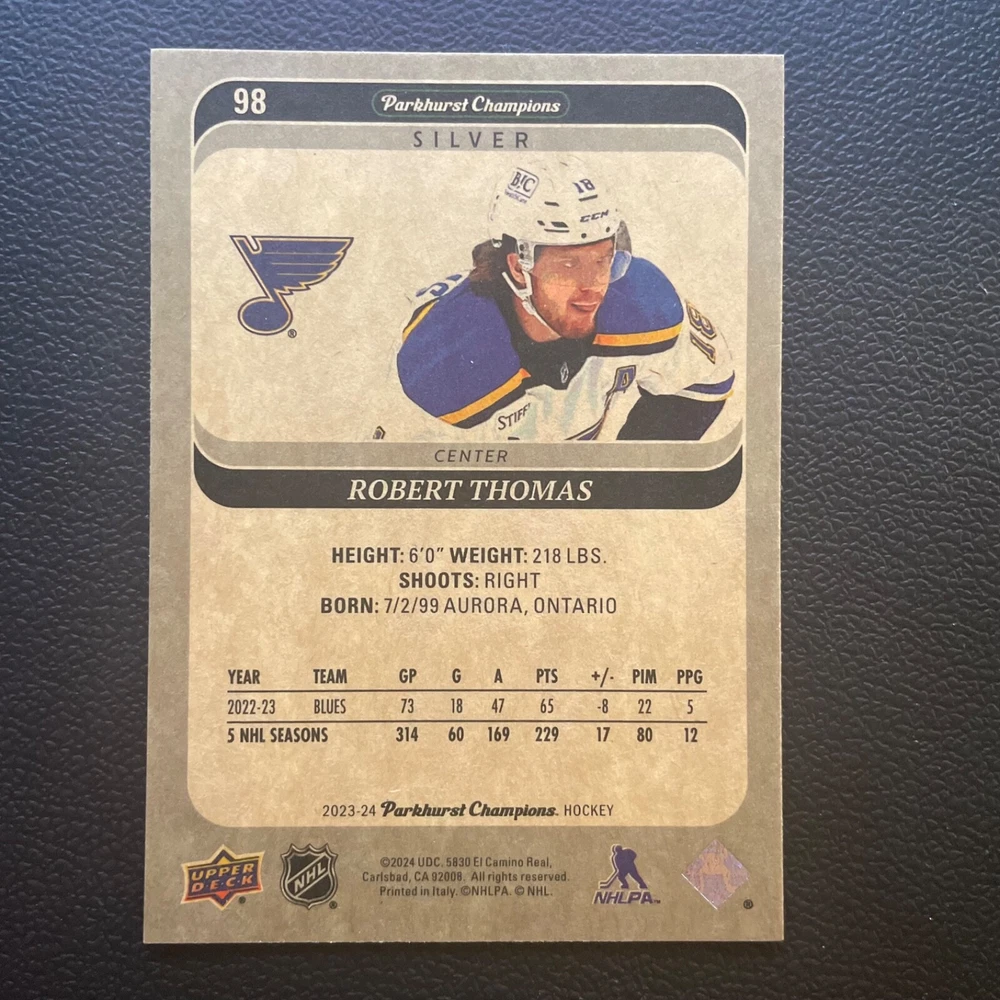 98
Parkhurst Champions
SILVER
BIC
18
CCM
18
STIFF
CENTER
ROBERT THOMAS
HEIGHT: 6'0" WEIGHT: 218 LBS.
SHOOTS: RIGHT
BORN: 7/2/99 AURORA, ONTARIO
YEAR TEAM GP G A PTS +/- PIM PPG
2022-23 BLUES 73 18 47 65 -8 22 5
5 NHL SEASONS 314 60 169 229 17 80 12
2023-24 Parkhurst Champions. HOCKEY
UPPER DECK ®
NHL ®
©2024 UDC. 5830 El Camino Real,
Carlsbad, CA 92008. All rights reserved.
Printed in Italy. ©NHLPA. © NHL.
NHLPA™
®